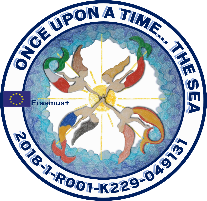 ONCE UPON A TIME... THE SEA
Erasmus+
2018-1-RO01-K229-049131